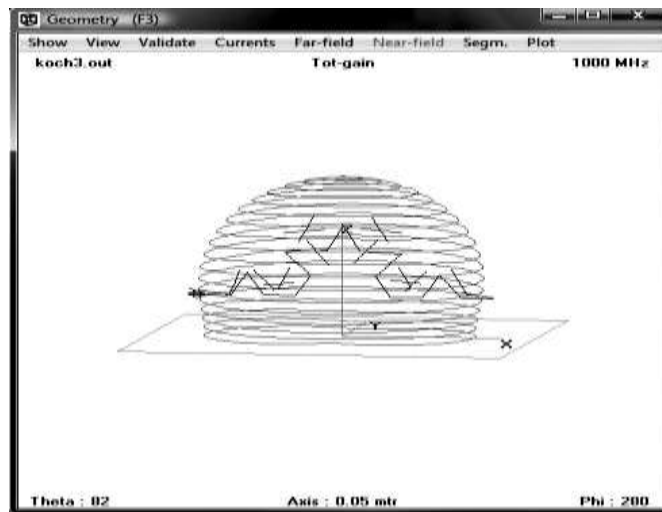 Geometry (F3)
Show View Validate Currents Far-field Near-field Segm. Plot
koch3.out Tot-gain 1000 MHz
Y
X
Theta : 82 Axis : 0.05 mtr Phi : 280